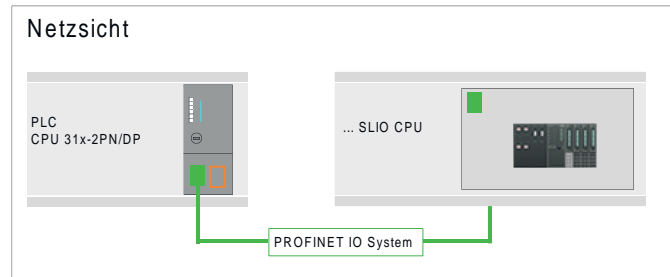 Netzsicht
PLC
CPU 31x-2PN/DP
... SLIO CPU
PROFINET IO System